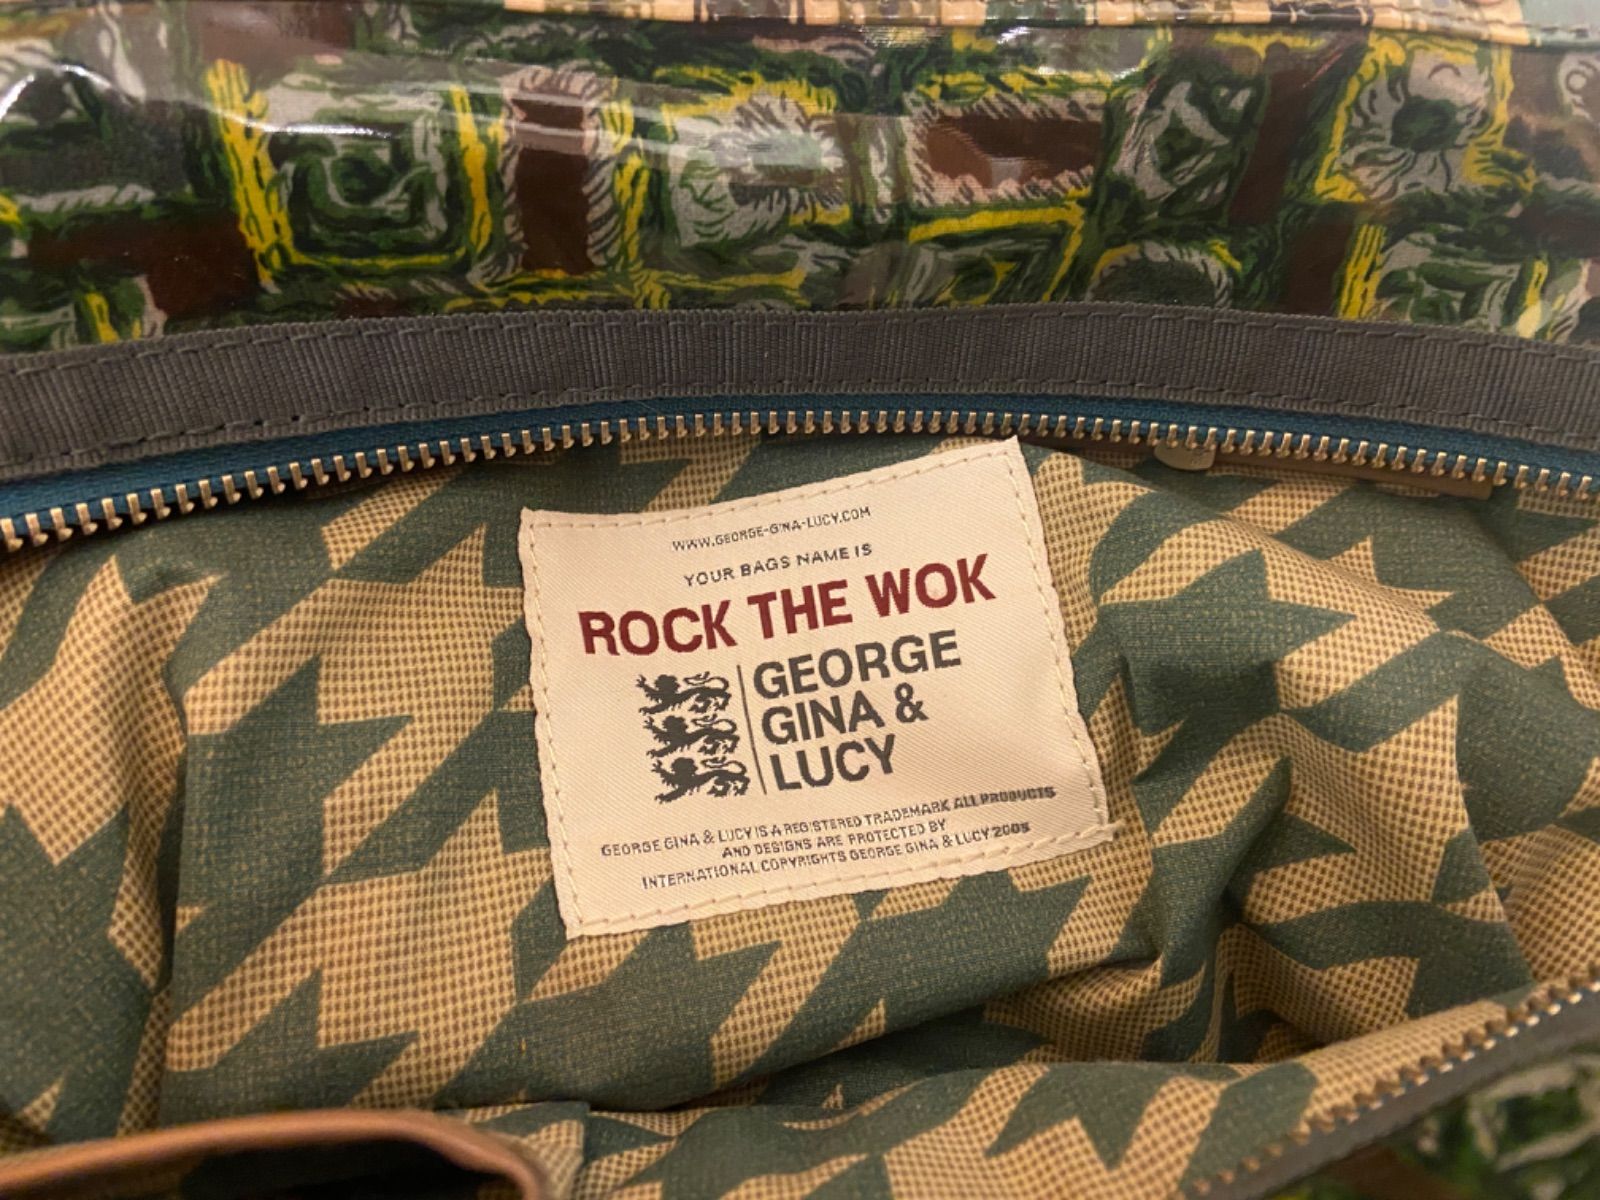 WWW.GEORGE-GINA-LUCY.COM
YOUR BAGS NAME IS
ROCK THE WOK
GEORGE
GINA &
LUCY
GEORGE GINA & LUCY IS A REGISTERED TRADEMARK ALL PRODUCTS
AND DESIGNS ARE PROTECTED BY
INTERNATIONAL COPYRIGHTS GEORGE GINA & LUCY 2005